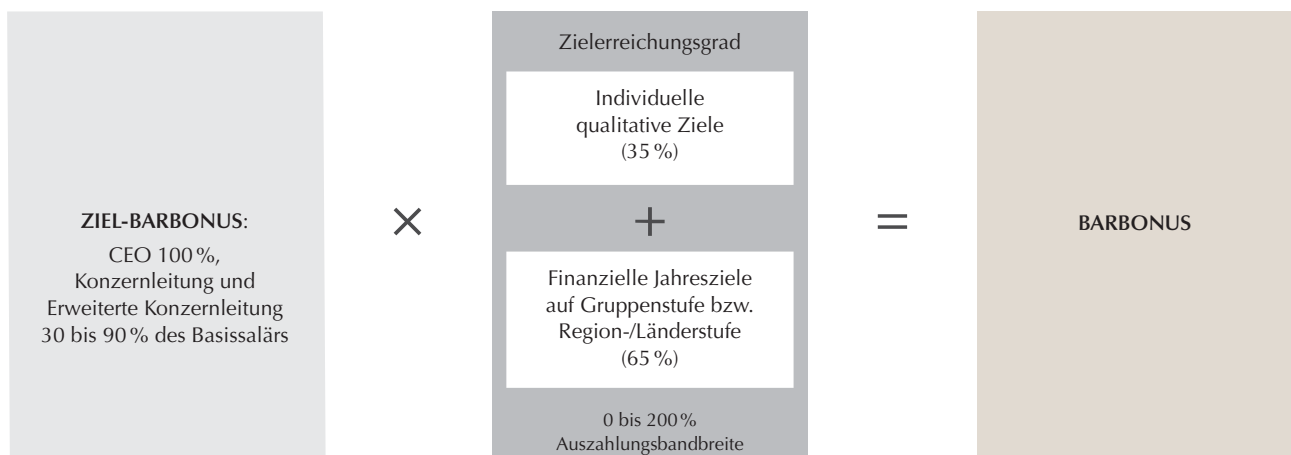 ZIEL-BARBONUS:
CEO 100 %,
Konzernleitung und
Erweiterte Konzernleitung
30 bis 90 % des Basissalärs
×
Zielerreichungsgrad
Individuelle
qualitative Ziele
(35 %)
+
Finanzielle Jahresziele
auf Gruppenstufe bzw.
Region-/Länderstufe
(65 %)
0 bis 200 %
Auszahlungsbandbreite
=
BARBONUS